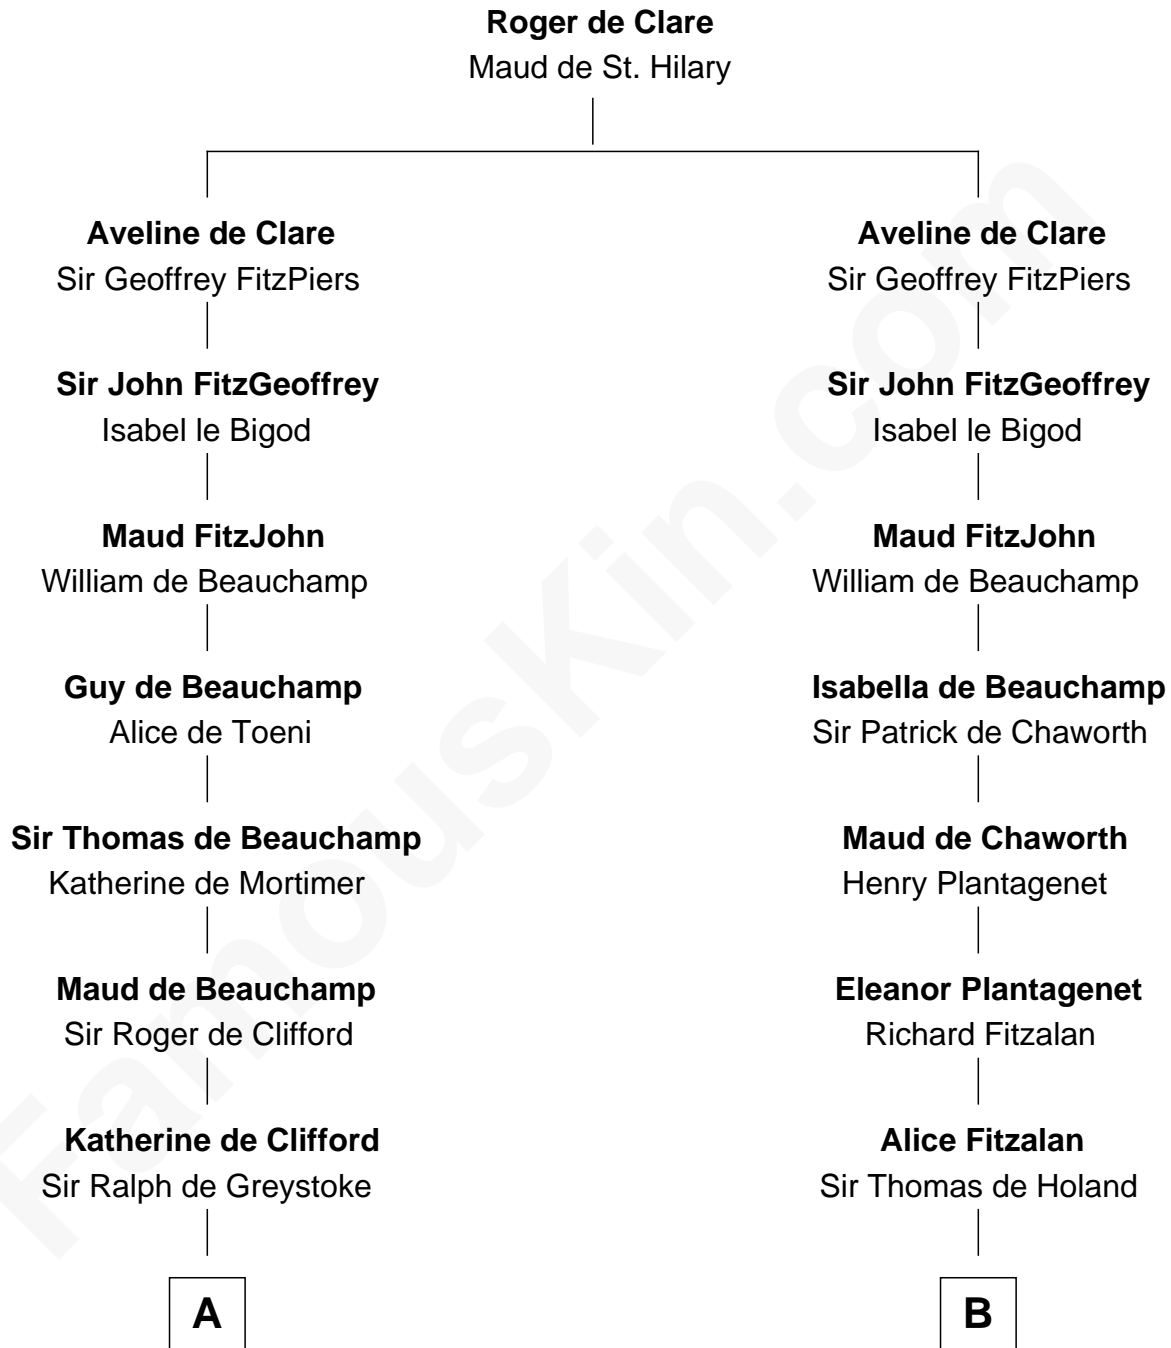 Roger de Clare
Maud de St. Hilary
Aveline de Clare
Sir Geoffrey FitzPiers
Sir John FitzGeoffrey
Isabel le Bigod
Maud FitzJohn
William de Beauchamp
Guy de Beauchamp
Alice de Toeni
Sir Thomas de Beauchamp
Katherine de Mortimer
Maud de Beauchamp
Sir Roger de Clifford
Katherine de Clifford
Sir Ralph de Greystoke
A
Aveline de Clare
Sir Geoffrey FitzPiers
Sir John FitzGeoffrey
Isabel le Bigod
Maud FitzJohn
William de Beauchamp
Isabella de Beauchamp
Sir Patrick de Chaworth
Maud de Chaworth
Henry Plantagenet
Eleanor Plantagenet
Richard Fitzalan
Alice Fitzalan
Sir Thomas de Holand
B
FamousKin.com